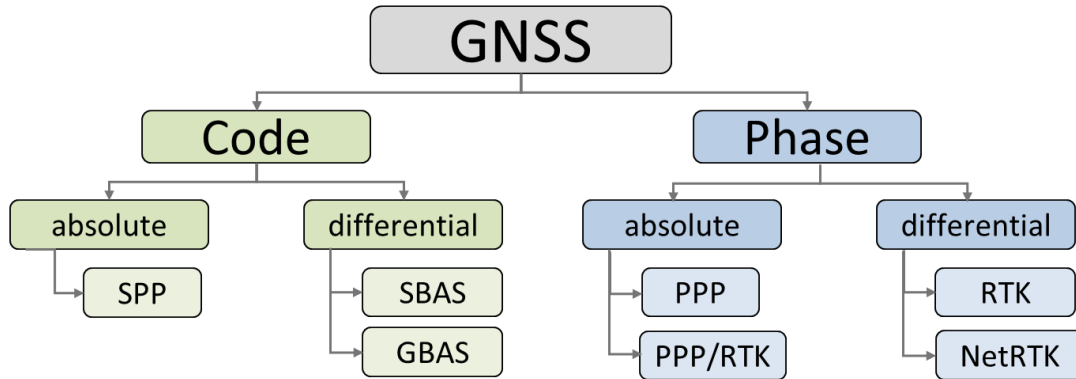 GNSS
Code
Phase
absolute
differential
absolute
differential
SPP
SBAS
PPP
RTK
GBAS
PPP/RTK
NetRTK